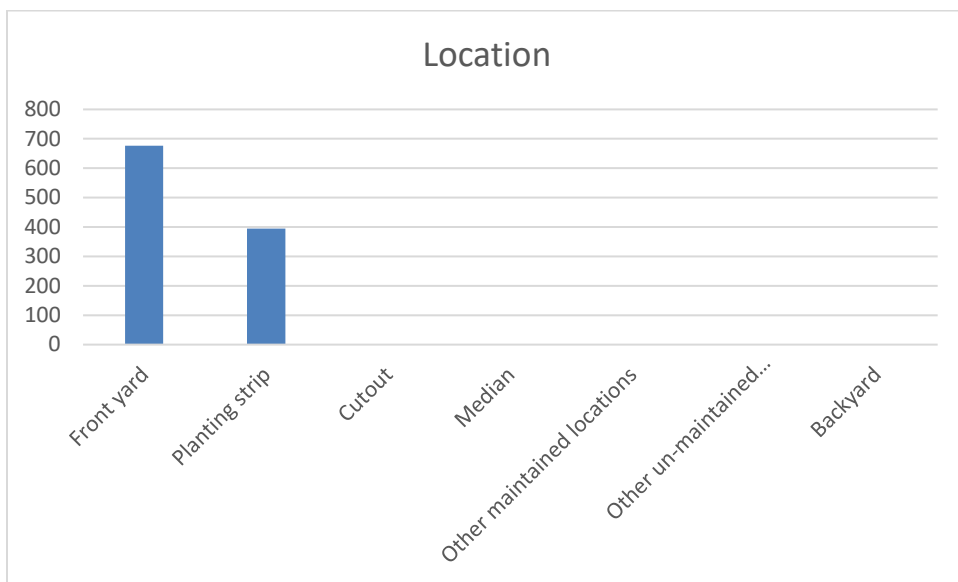 Location
800
700
600
500
400
300
200
100
0
Front yard
Planting strip
Cutout
Median
Other maintained locations
Other un-maintained…
Backyard